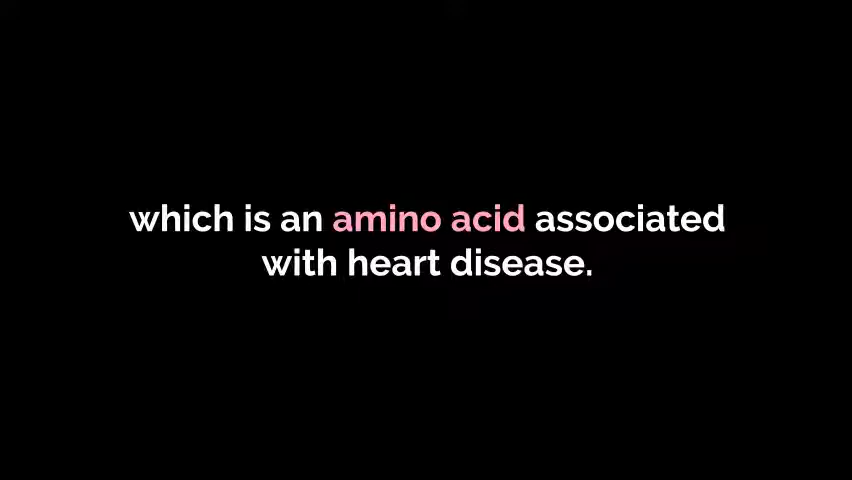 which is an amino acid associated
with heart disease.